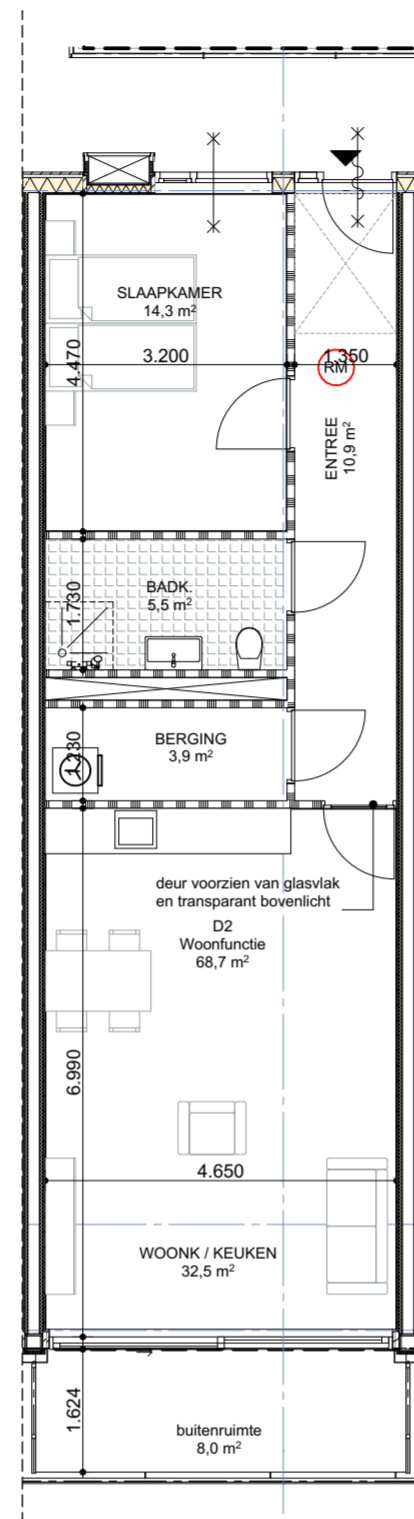 SLAAPKAMER
14,3 m²
4.470
3.200
1.350
RM
ENTREE
10,9 m²
BADK.
5,5 m²
1.730
BERGING
3,9 m²
1.230
deur voorzien van glasvlak
en transparant bovenlicht
D2
Woonfunctie
68,7 m²
6.990
4.650
WOONK / KEUKEN
32,5 m²
1.624
buitenruimte
8,0 m²